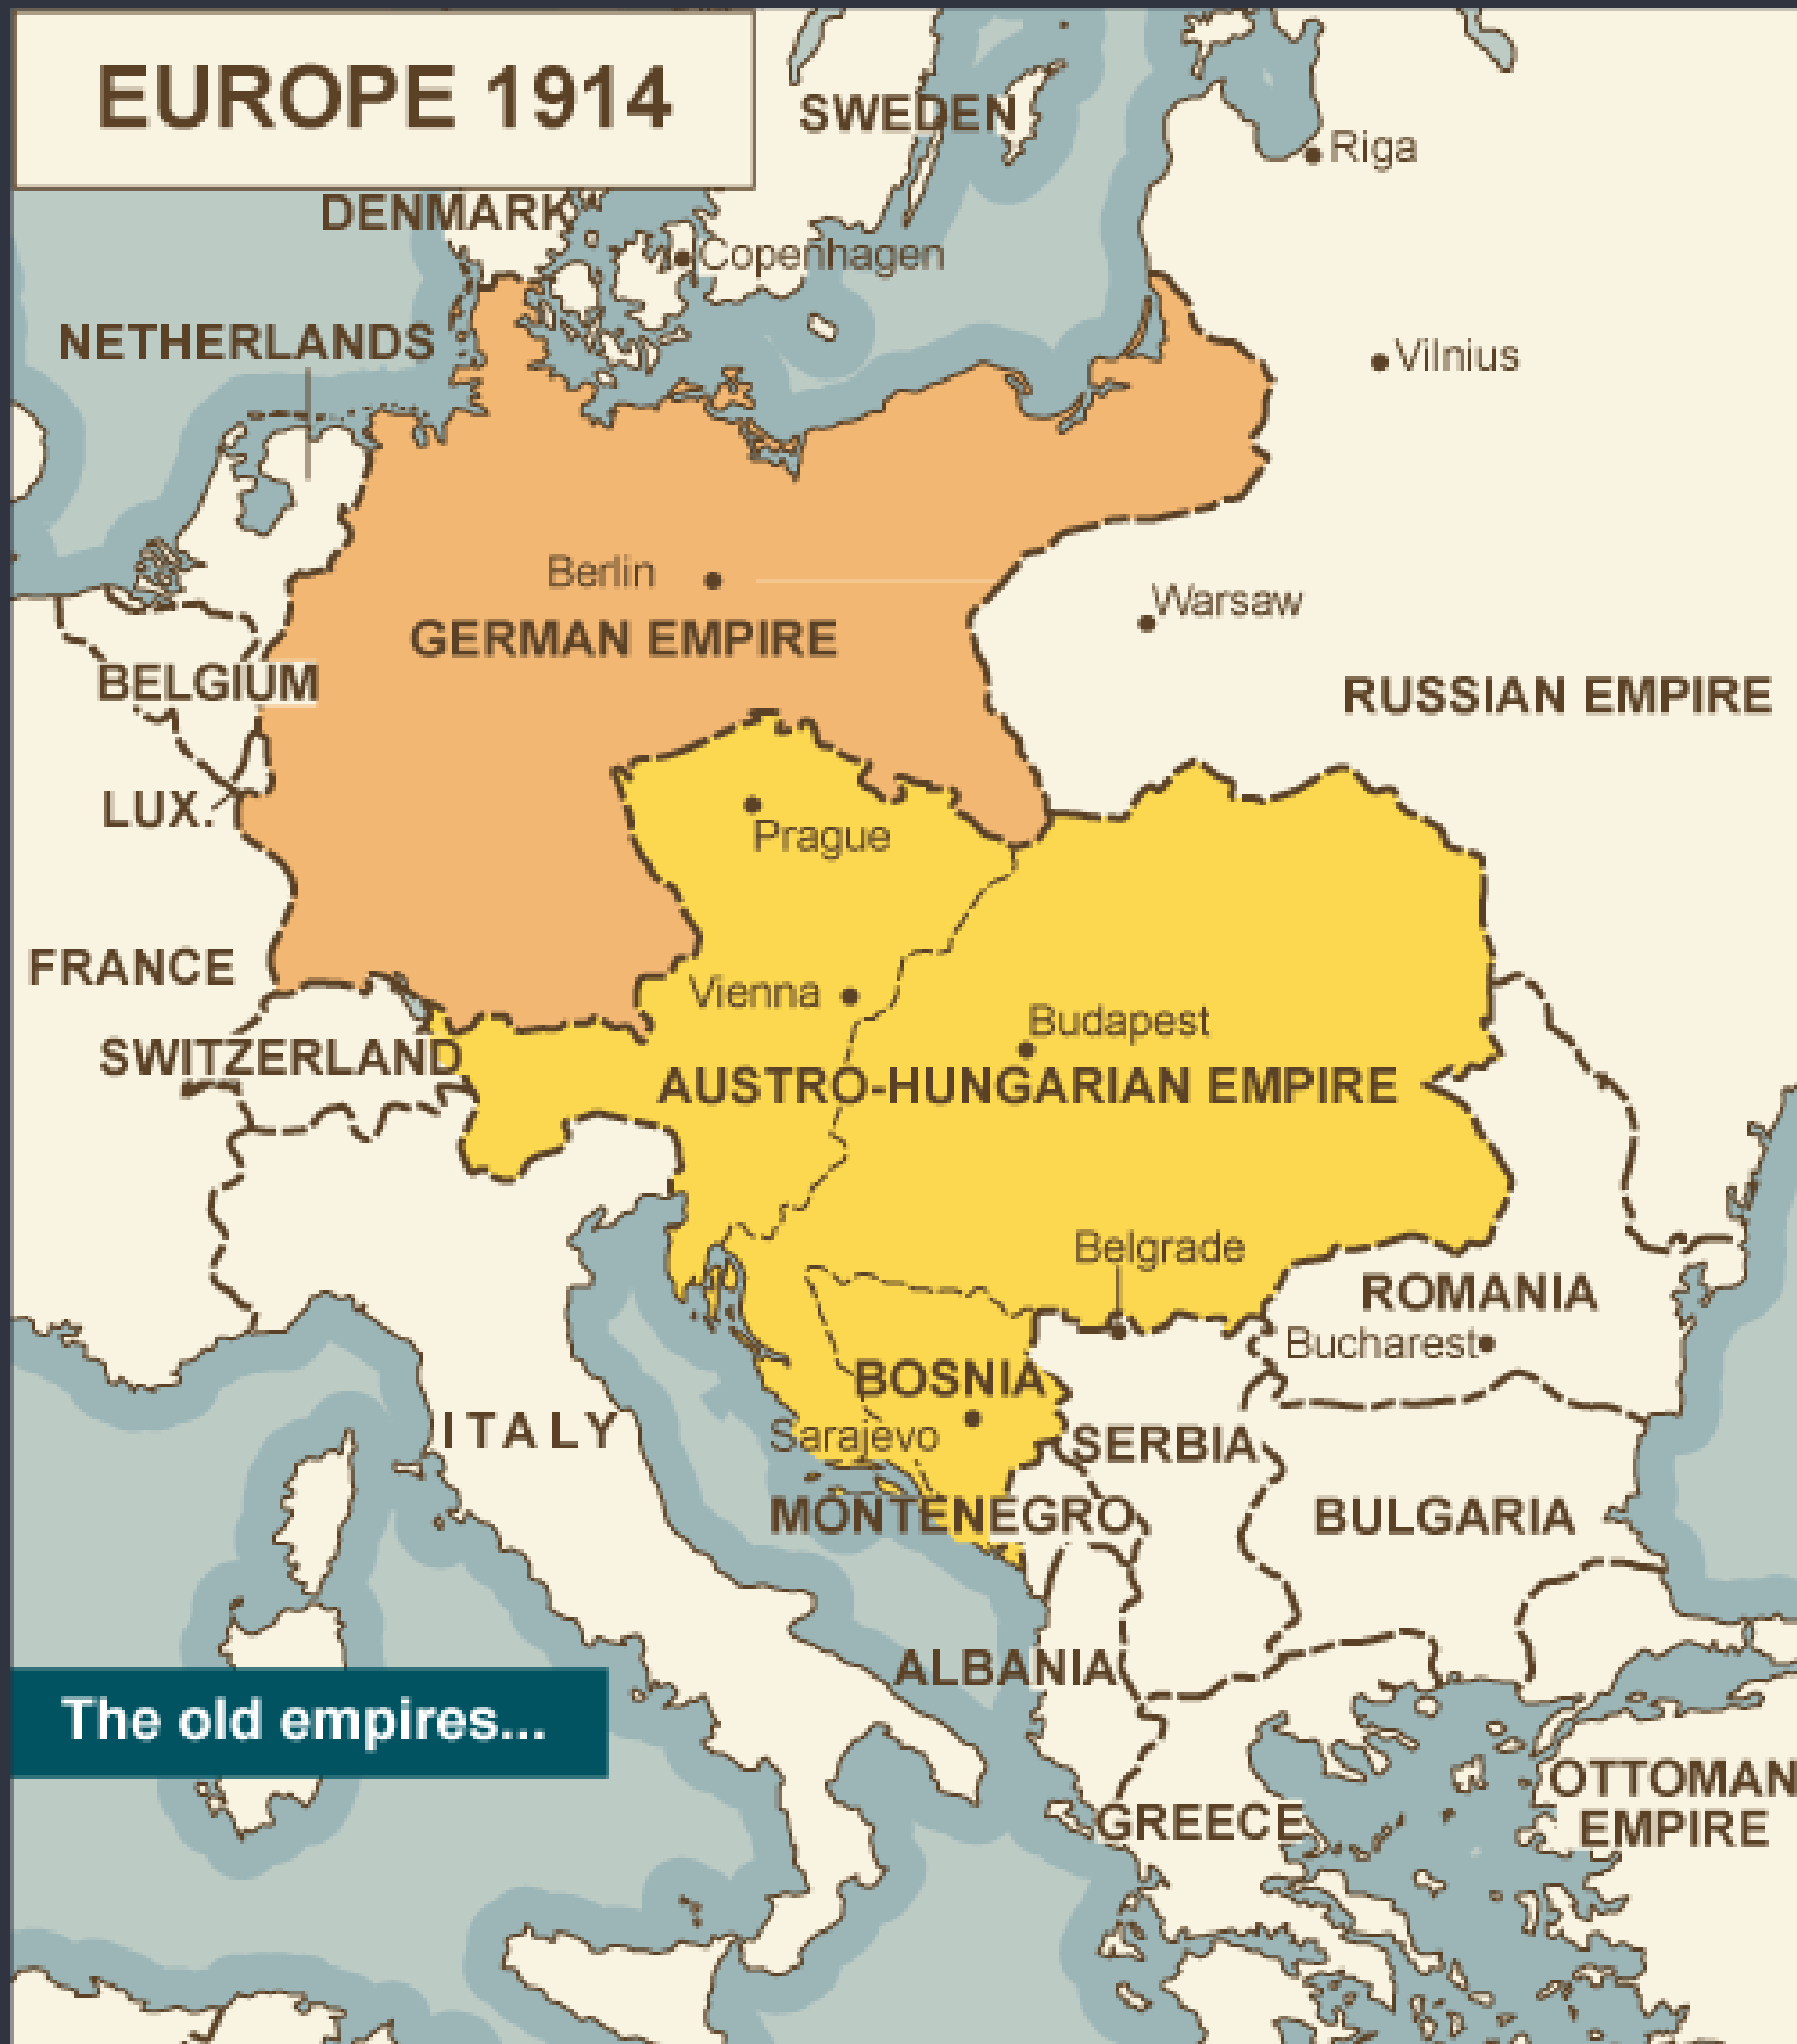 EUROPE 1914
SWEDEN
Riga
DENMARK
Copenhagen
NETHERLANDS
Vilnius
Berlin
Warsaw
GERMAN EMPIRE
BELGIUM
RUSSIAN EMPIRE
LUX.
Prague
FRANCE
Vienna
Budapest
SWITZERLAND
AUSTRO-HUNGARIAN EMPIRE
Belgrade
ROMANIA
Bucharest
BOSNIA
ITALY
Sarajevo
SERBIA
MONTENEGRO
BULGARIA
ALBANIA
The old empires...
OTTOMAN
EMPIRE
GREECE